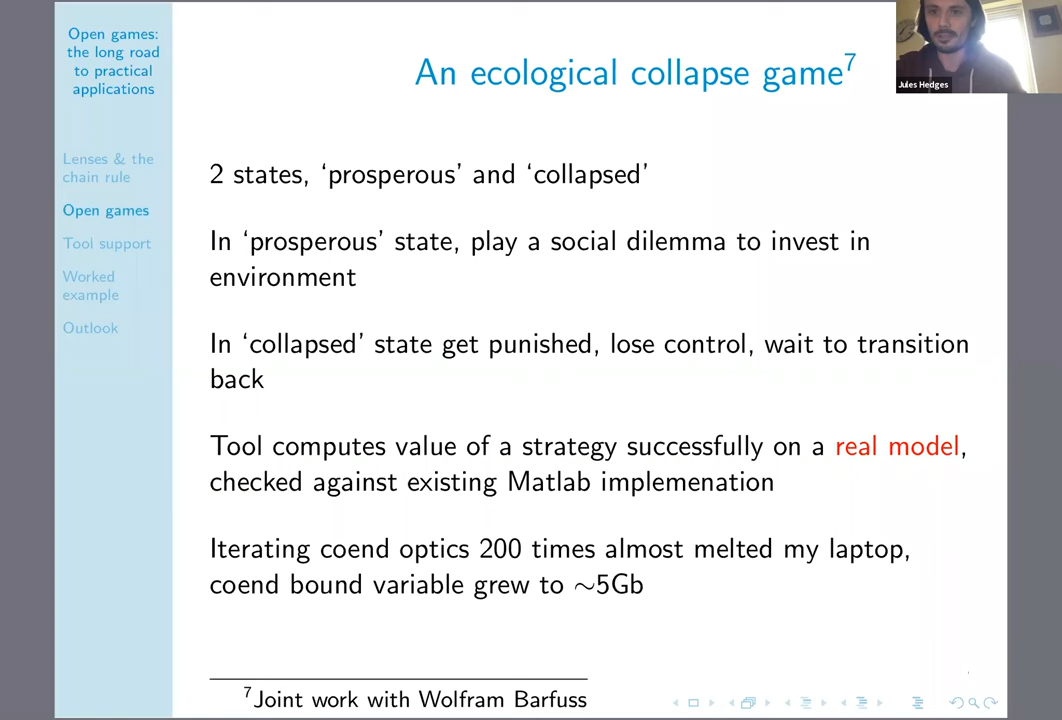 Open games:
the long road
to practical
applications
Lenses & the
chain rule
Open games
Tool support
Worked
example
Outlook
An ecological collapse game⁷
2 states, ‘prosperous’ and ‘collapsed’
In ‘prosperous’ state, play a social dilemma to invest in
environment
In ‘collapsed’ state get punished, lose control, wait to transition
back
Tool computes value of a strategy successfully on a real model,
checked against existing Matlab implemenation
Iterating coend optics 200 times almost melted my laptop,
coend bound variable grew to ∼5Gb
⁷Joint work with Wolfram Barfuss
Jules Hedges